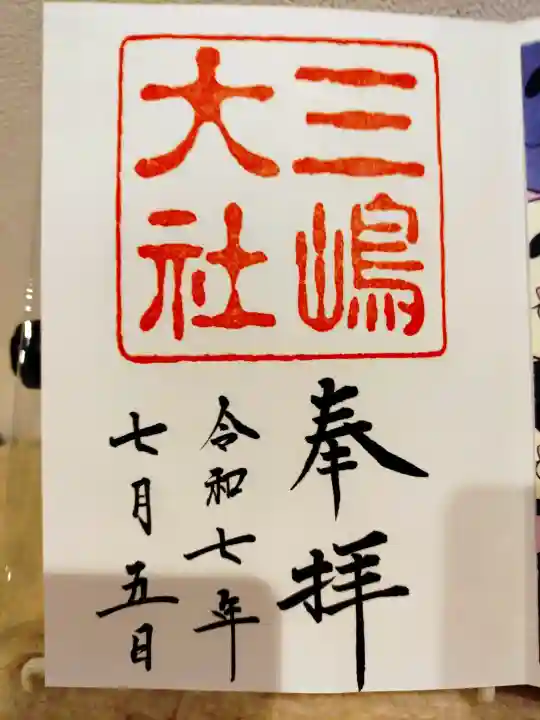 三嶋
大社
奉拝
令和七年
七月五日